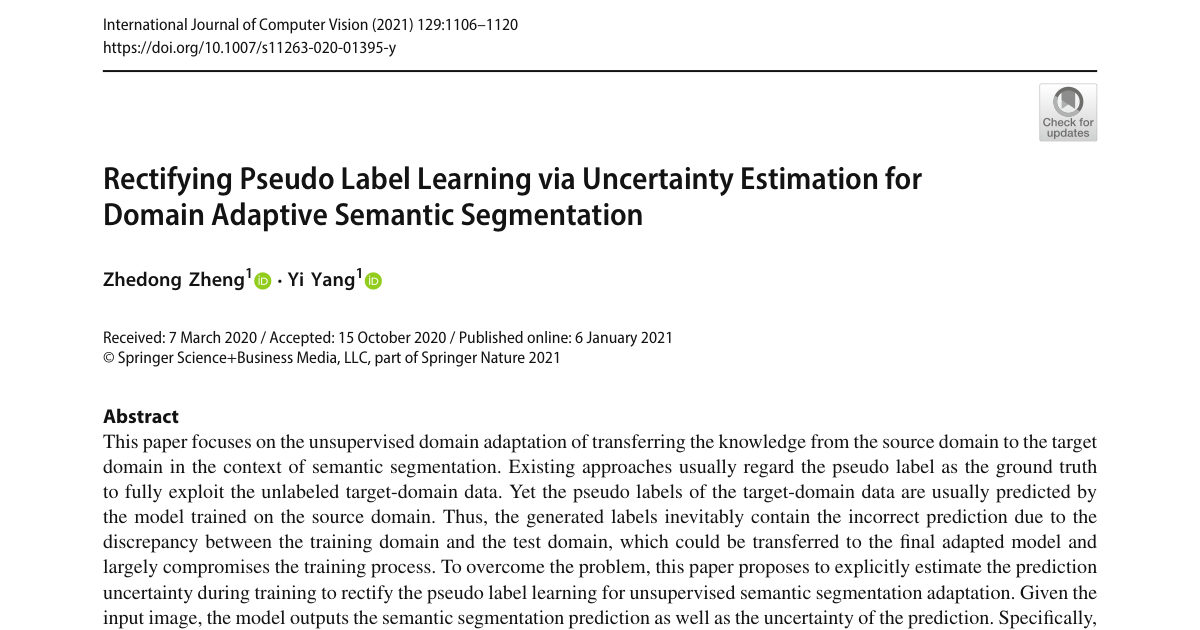 International Journal of Computer Vision (2021) 129:1106–1120
https://doi.org/10.1007/s11263-020-01395-y
Check for
updates
Rectifying Pseudo Label Learning via Uncertainty Estimation for
Domain Adaptive Semantic Segmentation
Zhedong Zheng1 iD · Yi Yang1 iD
Received: 7 March 2020 / Accepted: 15 October 2020 / Published online: 6 January 2021
© Springer Science+Business Media, LLC, part of Springer Nature 2021
Abstract
This paper focuses on the unsupervised domain adaptation of transferring the knowledge from the source domain to the target
domain in the context of semantic segmentation. Existing approaches usually regard the pseudo label as the ground truth
to fully exploit the unlabeled target-domain data. Yet the pseudo labels of the target-domain data are usually predicted by
the model trained on the source domain. Thus, the generated labels inevitably contain the incorrect prediction due to the
discrepancy between the training domain and the test domain, which could be transferred to the final adapted model and
largely compromises the training process. To overcome the problem, this paper proposes to explicitly estimate the prediction
uncertainty during training to rectify the pseudo label learning for unsupervised semantic segmentation adaptation. Given the
input image, the model outputs the semantic segmentation prediction as well as the uncertainty of the prediction. Specifically,